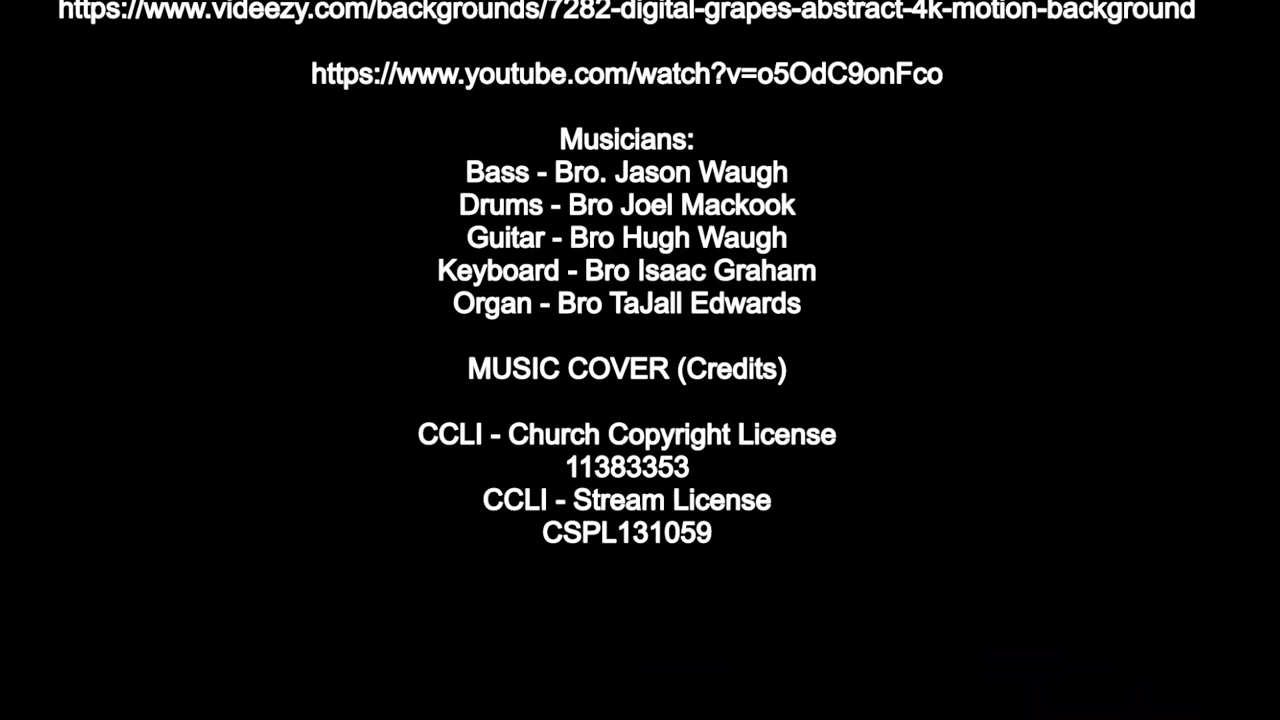 https://www.videezy.com/backgrounds/7282-digital-grapes-abstract-4k-motion-background
https://www.youtube.com/watch?v=o5OdC9onFco
Musicians:
Bass - Bro. Jason Waugh
Drums - Bro Joel Mackook
Guitar - Bro Hugh Waugh
Keyboard - Bro Isaac Graham
Organ - Bro TaJall Edwards
MUSIC COVER (Credits)
CCLI - Church Copyright License
11383353
CCLI - Stream License
CSPL131059